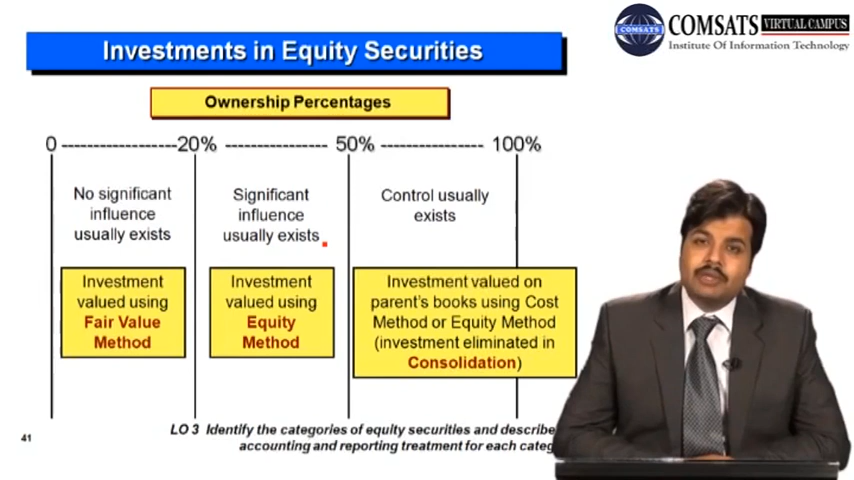 Investments in Equity Securities
COMSATS VIRTUAL CAMPUS
Institute Of Information Technology
COMSATS
Ownership Percentages
0 ------------------- 20% ----------------- 50% ----------------- 100%
No significant
influence
usually exists
Significant
influence
usually exists
Control usually
exists
Investment
valued using
Fair Value
Method
Investment
valued using
Equity
Method
Investment valued on
parent's books using Cost
Method or Equity Method
(investment eliminated in
Consolidation)
LO 3 Identify the categories of equity securities and describe
accounting and reporting treatment for each categ
41